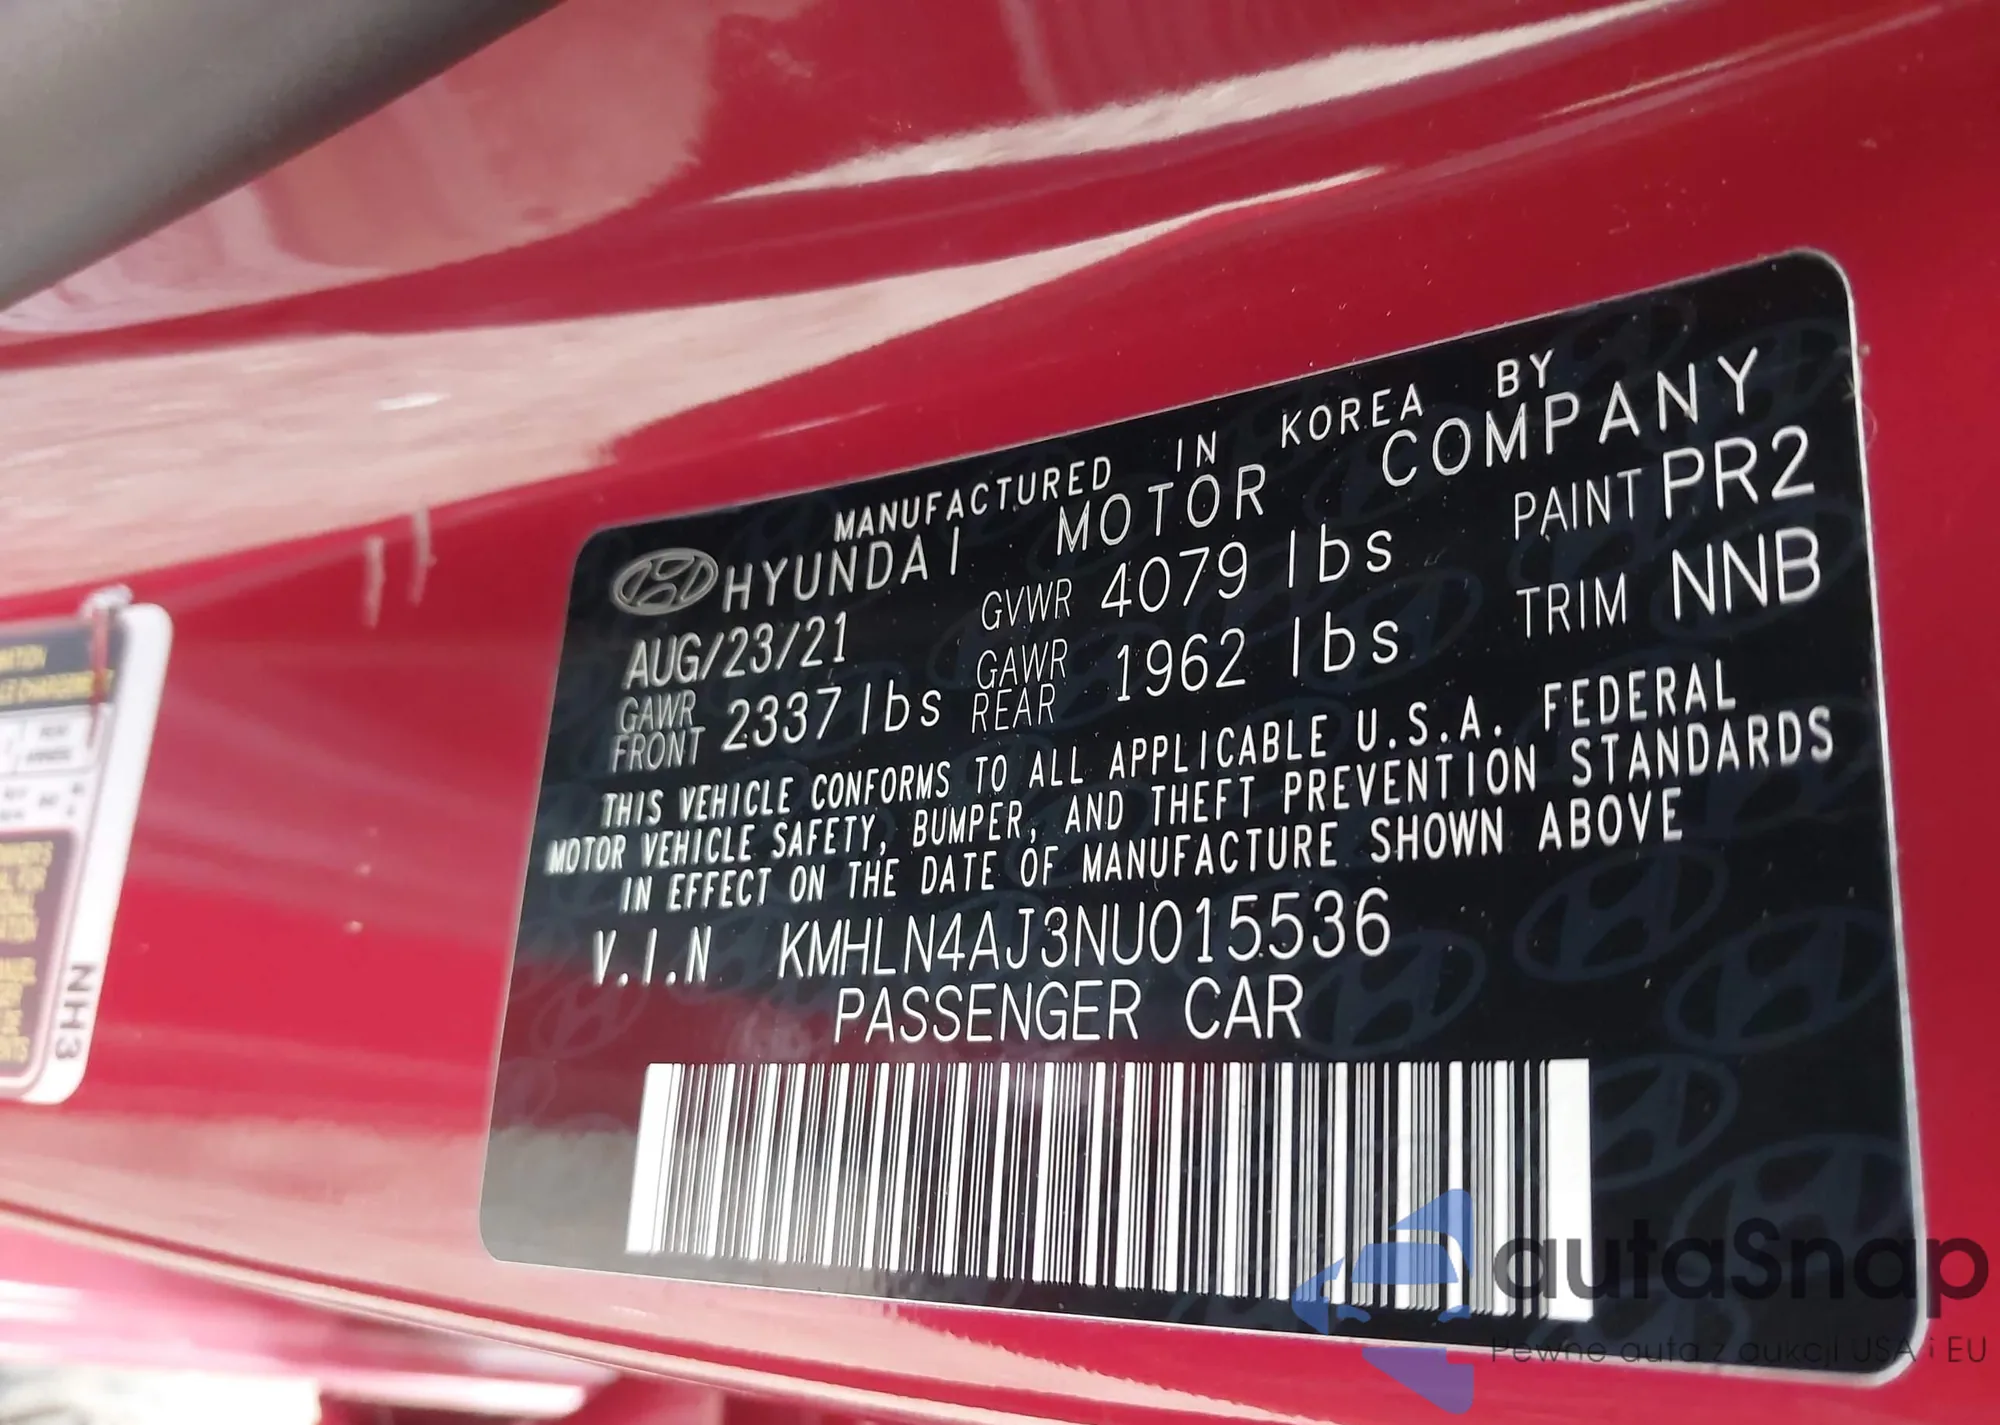 MANUFACTURED IN KOREA BY
HYUNDAI MOTOR COMPANY
AUG/23/21 GVWR 4079 lbs PAINT PR2
GAWR FRONT 2337 lbs GAWR REAR 1962 lbs TRIM NNB
THIS VEHICLE CONFORMS TO ALL APPLICABLE U.S.A. FEDERAL
MOTOR VEHICLE SAFETY, BUMPER, AND THEFT PREVENTION STANDARDS
IN EFFECT ON THE DATE OF MANUFACTURE SHOWN ABOVE
V.I.N KMHLN4AJ3NU015536
PASSENGER CAR
NH3
autaSnap
Pewne auta z aukcji USA i EU